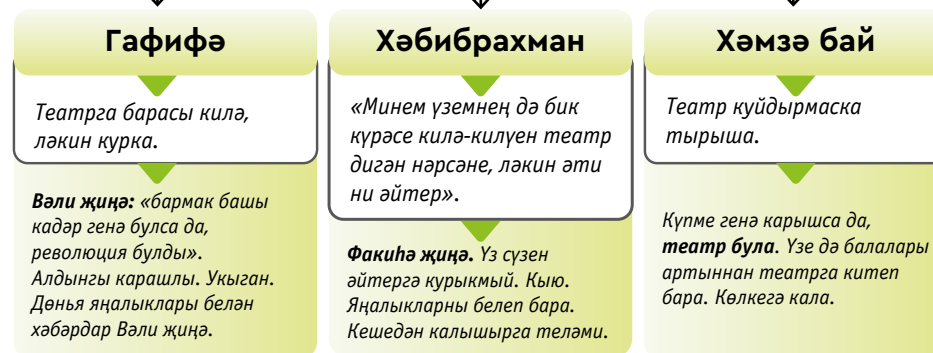 Гафифә
Театрга барасы килә,
ләкин курка.
Вәли җиңә: «бармак башы
кадәр генә булса да,
революция булды».
Алдынгы карашлы. Укыган.
Дөнья яңалыклары белән
хәбәрдар Вәли җиңә.
Хәбибрахман
«Минем үземнең дә бик
күрәсе килә-килүен театр
дигән нәрсәне, ләкин әти
ни әйтер».
Факиһә җиңә. Үз сүзен
әйтергә курыкмый. Кыю.
Яңалыкларны белеп бара.
Кешедән калышырга теләми.
Хәмзә бай
Театр куйдырмаска
тырыша.
Күпме генә карышса да,
театр була. Үзе дә балалары
артыннан театрга китеп
бара. Көлкегә кала.